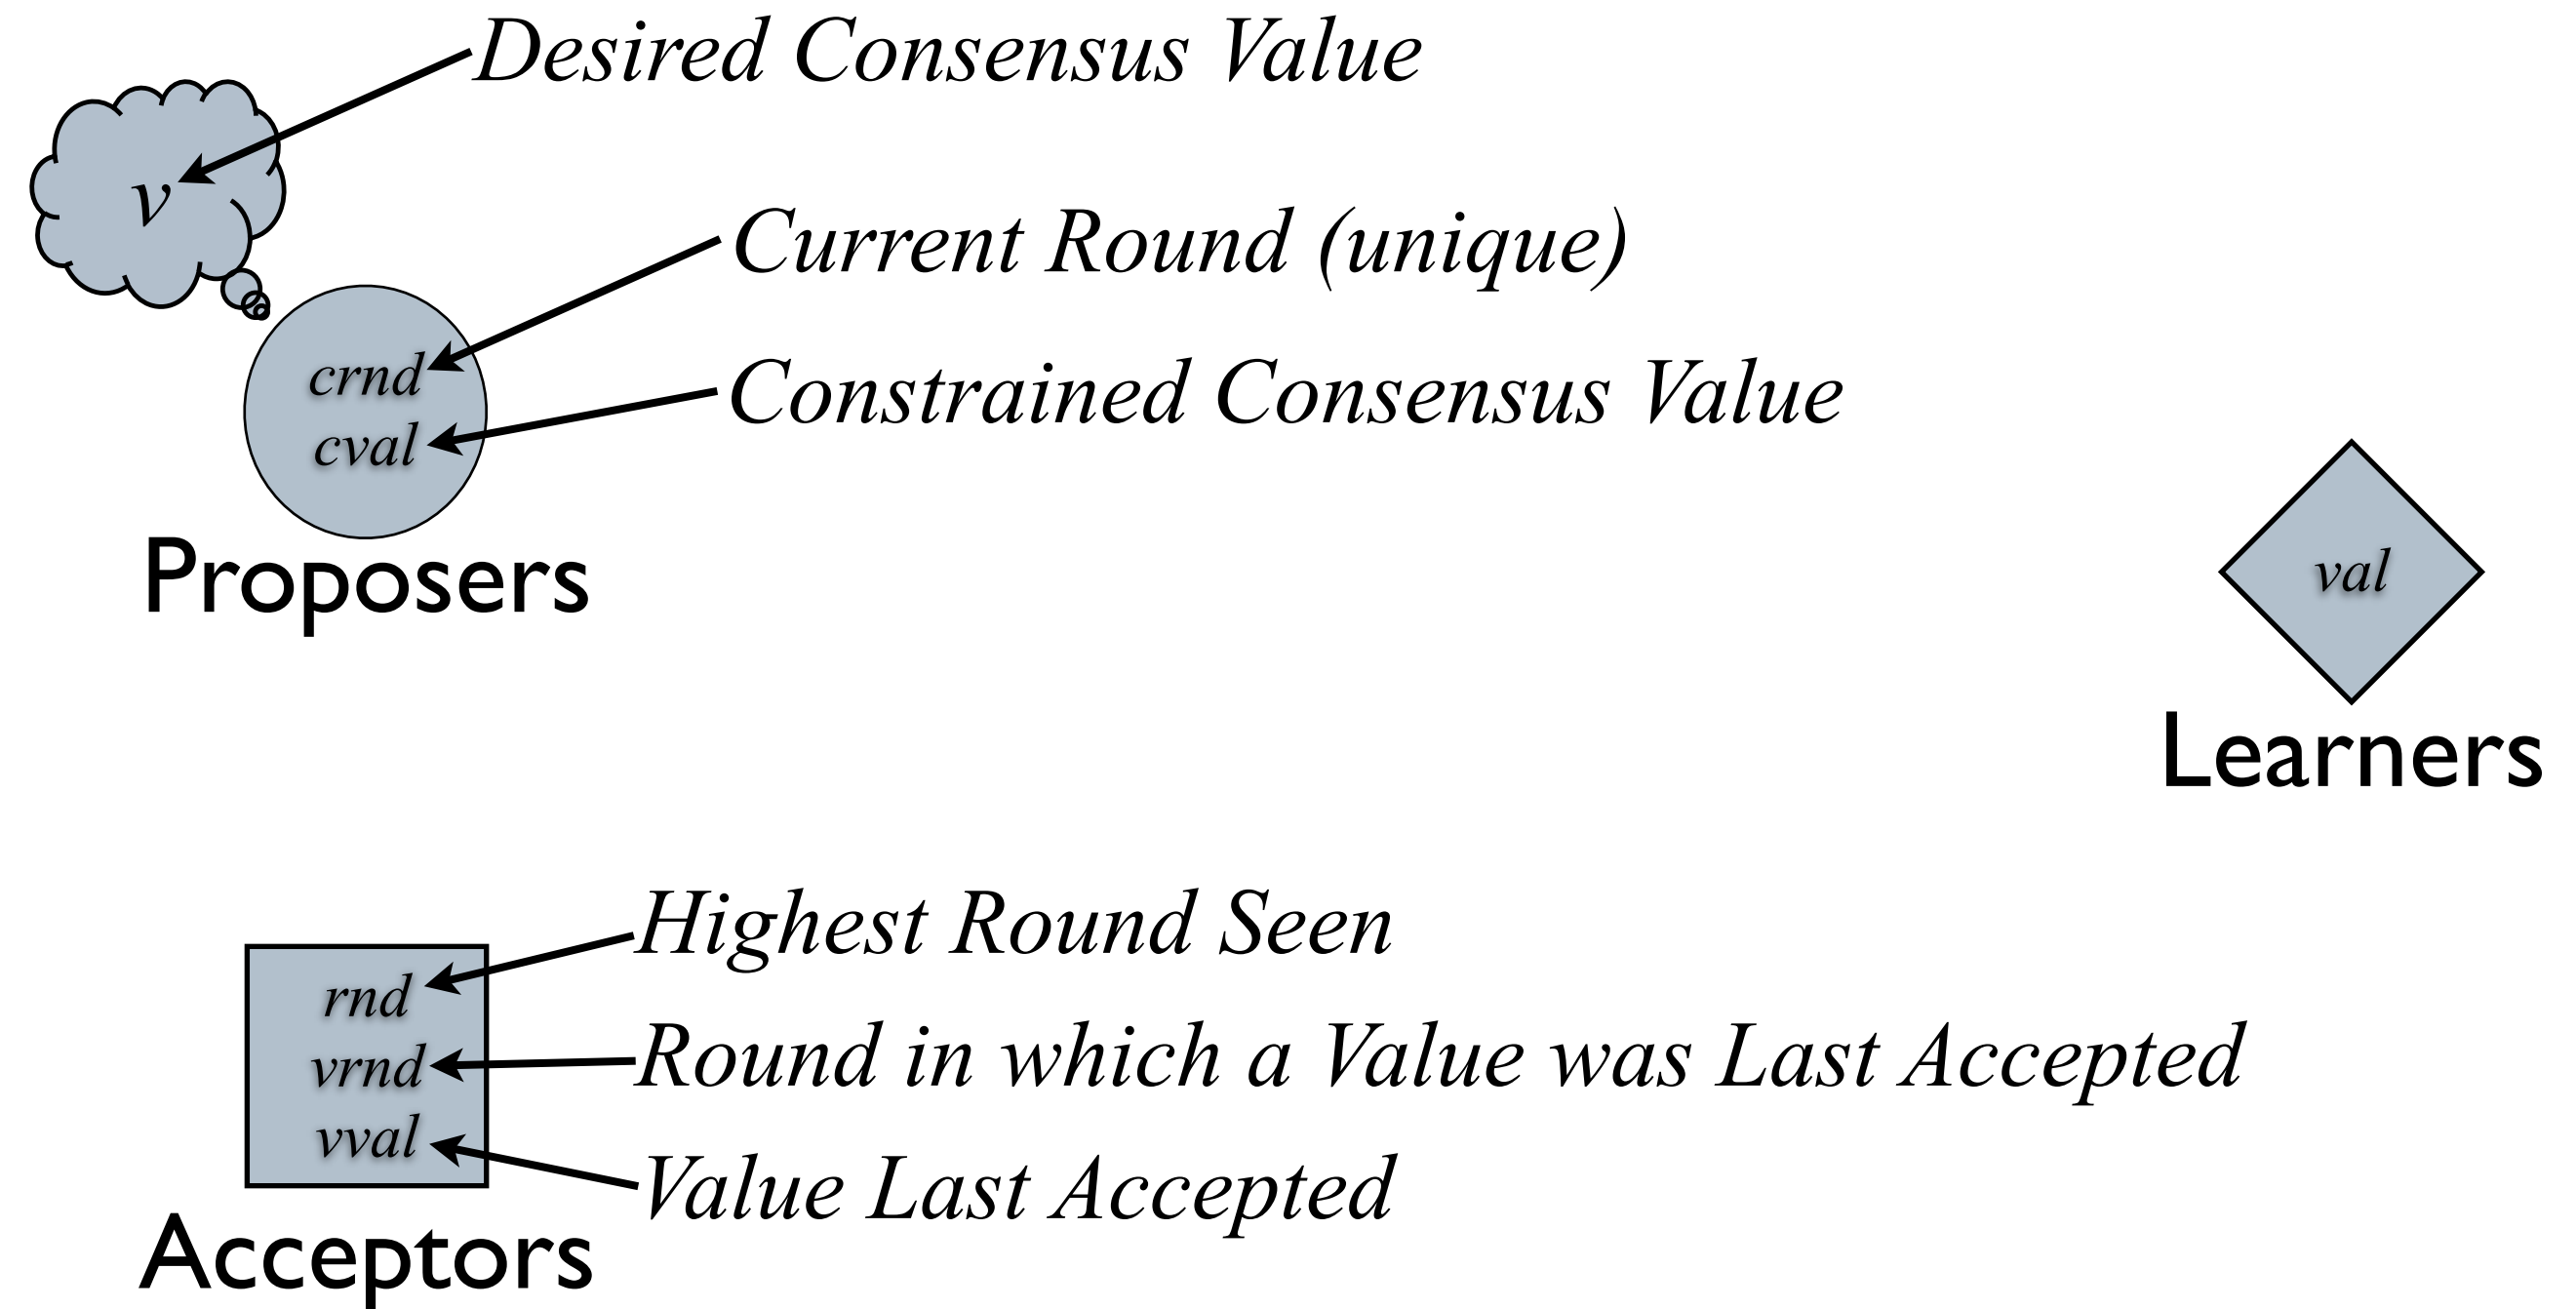 Desired Consensus Value
v
Current Round (unique)
crnd
Constrained Consensus Value
cval
Proposers
val
Learners
Highest Round Seen
rnd
Round in which a Value was Last Accepted
vrnd
vval
Value Last Accepted
Acceptors